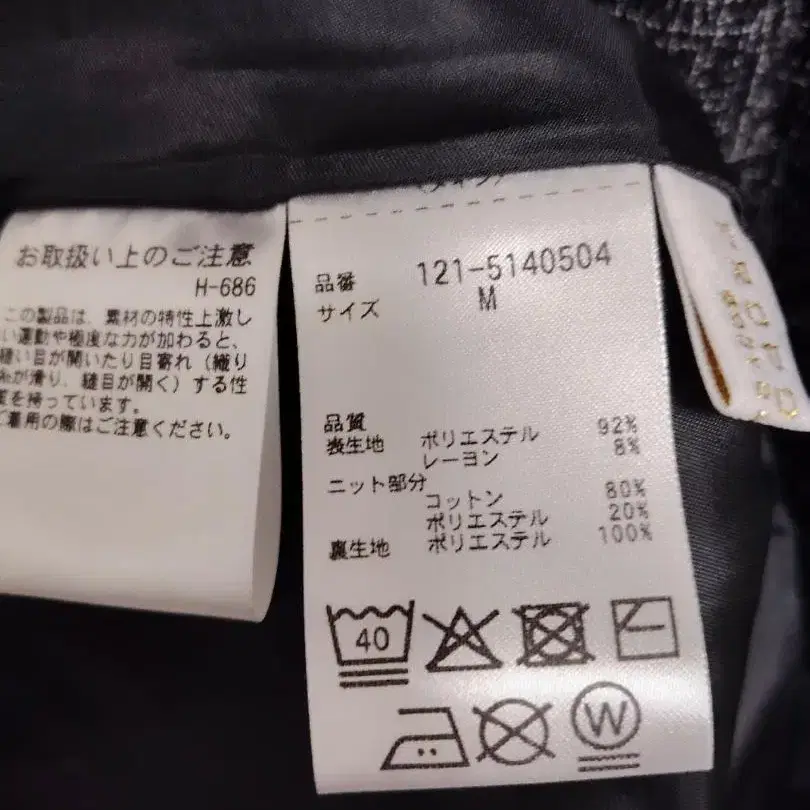 お取扱い上のご注意
H-686
この製品は、素材の特性上激し
い運動や極度な力が加わると、
縫い目が開いたり目寄れ（織り
糸が滑り、縫目が開く）する性
質を持っています。
ご着用の際はご注意ください。
品番 121-5140504
サイズ M
品質
表生地 ポリエステル 92%
レーヨン 8%
ニット部分
コットン 80%
ポリエステル 20%
裏生地 ポリエステル 100%
40
W